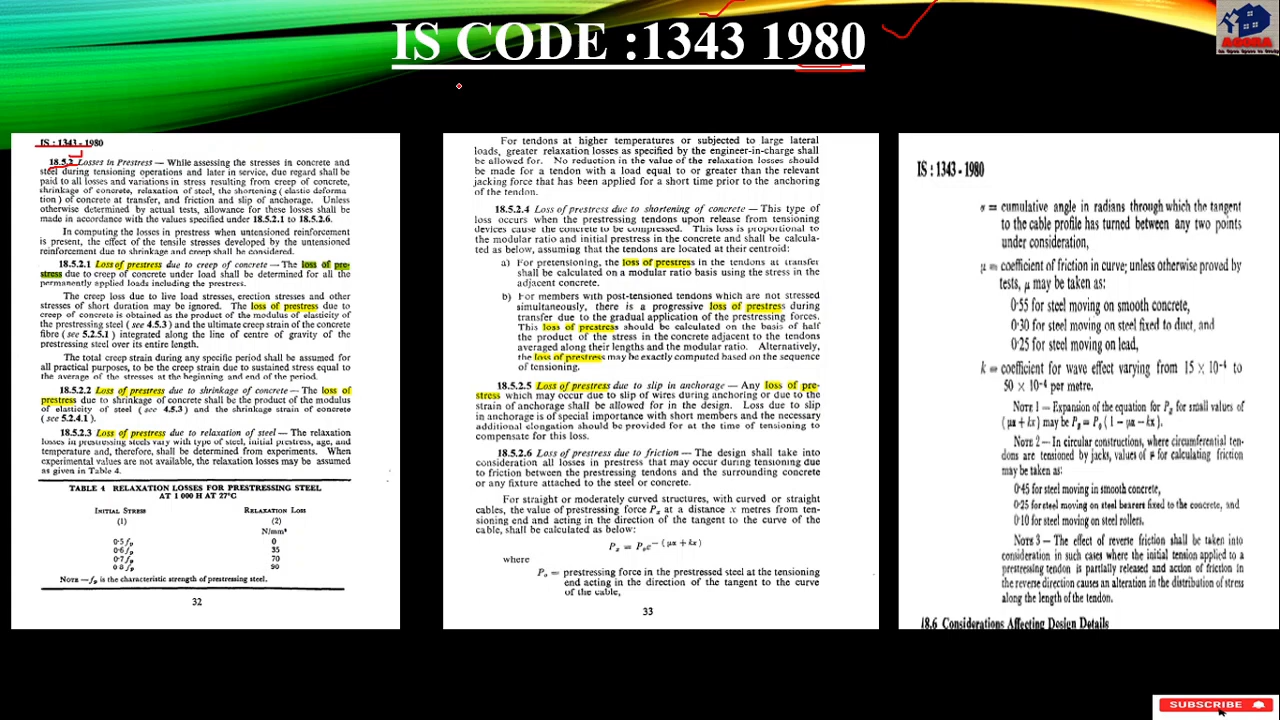 IS CODE :1343 1980
AGSRA
IS : 1343 - 1980
18.5.2 Losses in Prestress — While assessing the stresses in concrete and
steel during tensioning operations and later in service, due regard shall be
paid to all losses and variations in stress resulting from creep of concrete,
shrinkage of concrete, relaxation of steel, the shortening ( elastic deforma
tion ) of concrete at transfer, and friction and slip of anchorage. Unless
otherwise determined by actual tests, allowance for these losses shall be
made in accordance with the values specified under 18.5.2.1 to 18.5.2.6.
In computing the losses in prestress when untensioned reinforcement
is present, the effect of the tensile stresses developed by the untensioned
reinforcement due to shrinkage and creep shall be considered.
18.5.2.1 Loss of prestress due to creep of concrete — The loss of pre-
stress due to creep of concrete under load shall be determined for all the
permanently applied loads including the prestress.
The creep loss due to live load stresses, erection stresses and other
stresses of short duration may be ignored. The loss of prestress due to
creep of concrete is obtained as the product of the modulus of elasticity of
the prestressing steel ( see 4.5.3 ) and the ultimate creep strain of the concrete
fibre ( see 5.2.5.1 ) integrated along the line of centre of gravity of the
prestressing steel over its entire length.
The total creep strain during any specific period shall be assumed for
all practical purposes, to be the creep strain due to sustained stress equal to
the average of the stresses at the beginning and end of the period.
18.5.2.2 Loss of prestress due to shrinkage of concrete — The loss of
prestress due to shrinkage of concrete shall be the product of the modulus
of elasticity of steel ( see 4.5.3 ) and the shrinkage strain of concrete
( see 5.2.4.1 ).
18.5.2.3 Loss of prestress due to relaxation of steel — The relaxation
losses in prestressing steels vary with type of steel, initial prestress, age, and
temperature and, therefore, shall be determined from experiments. When
experimental values are not available, the relaxation losses may be assumed
as given in Table 4.
TABLE 4 RELAXATION LOSSES FOR PRESTRESSING STEEL
AT 1 000 H AT 27°C
INITIAL STRESS RELAXATION LOSS
(1) (2)
N/mm²
0·5 fp 0
0·6 fp 35
0·7 fp 70
0·8 fp 90
NOTE — fp is the characteristic strength of prestressing steel.
32
For tendons at higher temperatures or subjected to large lateral
loads, greater relaxation losses as specified by the engineer-in-charge shall
be allowed for. No reduction in the value of the relaxation losses should
be made for a tendon with a load equal to or greater than the relevant
jacking force that has been applied for a short time prior to the anchoring
of the tendon.
18.5.2.4 Loss of prestress due to shortening of concrete — This type of
loss occurs when the prestressing tendons upon release from tensioning
devices cause the concrete to be compressed. This loss is proportional to
the modular ratio and initial prestress in the concrete and shall be calcula-
ted as below, assuming that the tendons are located at their centroid:
a) For pretensioning, the loss of prestress in the tendons at transfer
shall be calculated on a modular ratio basis using the stress in the
adjacent concrete.
b) For members with post-tensioned tendons which are not stressed
simultaneously, there is a progressive loss of prestress during
transfer due to the gradual application of the prestressing forces.
This loss of prestress should be calculated on the basis of half
the product of the stress in the concrete adjacent to the tendons
averaged along their lengths and the modular ratio. Alternatively,
the loss of prestress may be exactly computed based on the sequence
of tensioning.
18.5.2.5 Loss of prestress due to slip in anchorage — Any loss of pre-
stress which may occur due to slip of wires during anchoring or due to the
strain of anchorage shall be allowed for in the design. Loss due to slip
in anchorage is of special importance with short members and the necessary
additional elongation should be provided for at the time of tensioning to
compensate for this loss.
18.5.2.6 Loss of prestress due to friction — The design shall take into
consideration all losses in prestress that may occur during tensioning due
to friction between the prestressing tendons and the surrounding concrete
or any fixture attached to the steel or concrete.
For straight or moderately curved structures, with curved or straight
cables, the value of prestressing force Px at a distance x metres from ten-
sioning end and acting in the direction of the tangent to the curve of the
cable, shall be calculated as below:
Px = Poe− (μα + kx)
where
Po = prestressing force in the prestressed steel at the tensioning
end acting in the direction of the tangent to the curve
of the cable,
33
IS : 1343 - 1980
α = cumulative angle in radians through which the tangent
to the cable profile has turned between any two points
under consideration,
μ = coefficient of friction in curve; unless otherwise proved by
tests, μ may be taken as:
0·55 for steel moving on smooth concrete,
0·30 for steel moving on steel fixed to duct, and
0·25 for steel moving on lead,
k = coefficient for wave effect varying from 15 × 10⁻⁴ to
50 × 10⁻⁴ per metre.
NOTE 1 — Expansion of the equation for Px for small values of
( μα + kx ) may be Px = Po ( 1 − μα − kx ).
NOTE 2 — In circular constructions, where circumferential ten-
dons are tensioned by jacks, values of μ for calculating friction
may be taken as:
0·45 for steel moving in smooth concrete,
0·25 for steel moving on steel bearers fixed to the concrete, and
0·10 for steel moving on steel rollers.
NOTE 3 — The effect of reverse friction shall be taken into
consideration in such cases where the initial tension applied to a
prestressing tendon is partially released and action of friction in
the reverse direction causes an alteration in the distribution of stress
along the length of the tendon.
18.6 Considerations Affecting Design Details
SUBSCRIBE